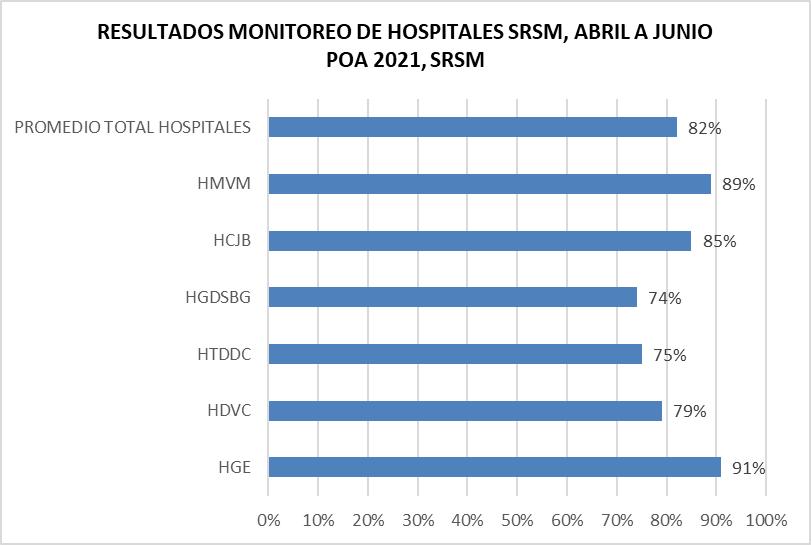 RESULTADOS MONITOREO DE HOSPITALES SRSM, ABRIL A JUNIO
POA 2021, SRSM
PROMEDIO TOTAL HOSPITALES 82%
HMVM 89%
HCJB 85%
HGDSBG 74%
HTDDC 75%
HDVC 79%
HGE 91%
0% 10% 20% 30% 40% 50% 60% 70% 80% 90% 100%